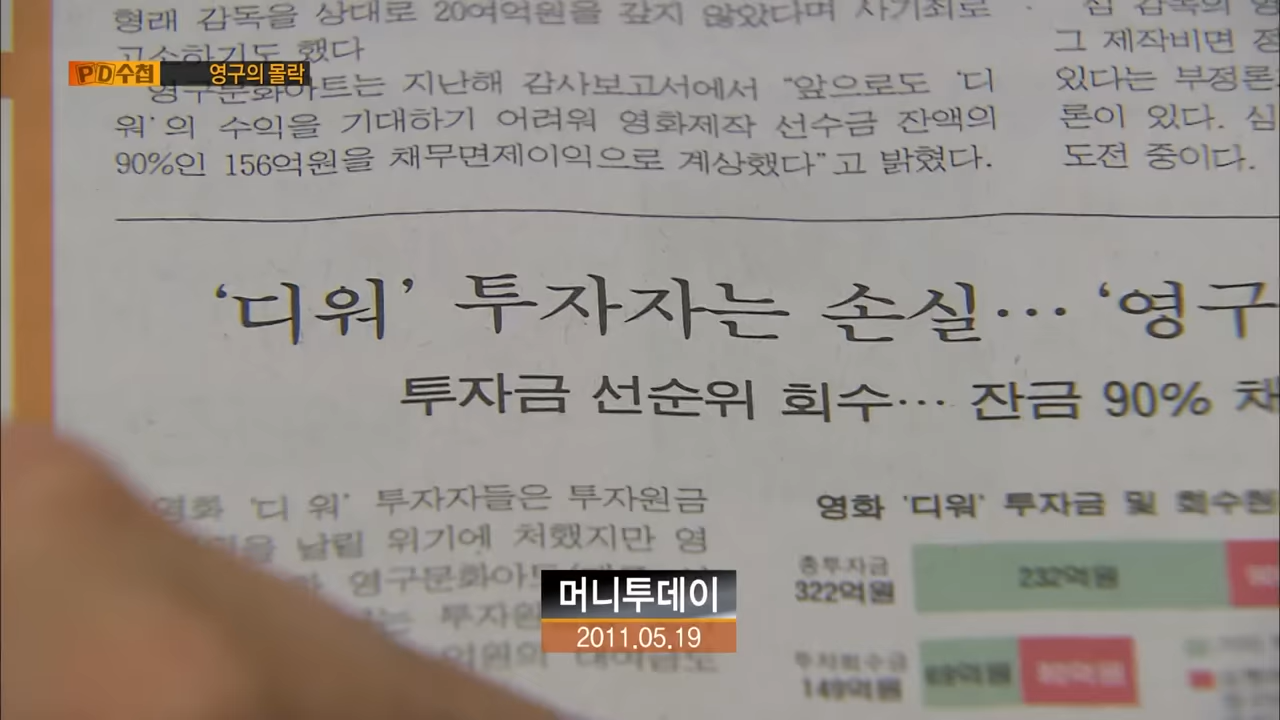 형래 감독을 상대로 20여억원을 갚지 않았다며 사기죄로
고소하기도 했다
PD수첩 영구의 몰락
영구문화아트는 지난해 감사보고서에서 "앞으로도 '디
워'의 수익을 기대하기 어려워 영화제작 선수금 잔액의
90%인 156억원을 채무면제이익으로 계상했다"고 밝혔다.
심 감독의
그 제작비면
있다는 부정론
론이 있다. 심
도전 중이다.
'디워' 투자자는 손실… '영구
투자금 선순위 회수… 잔금 90%
영화 '디 워' 투자자들은 투자원금
날릴 위기에 처했지만 영
영구문화아트
투자원
영화 '디워' 투자금 및 회수현
총투자금
322억원
232억원
투자회수금
149억원
머니투데이
2011.05.19